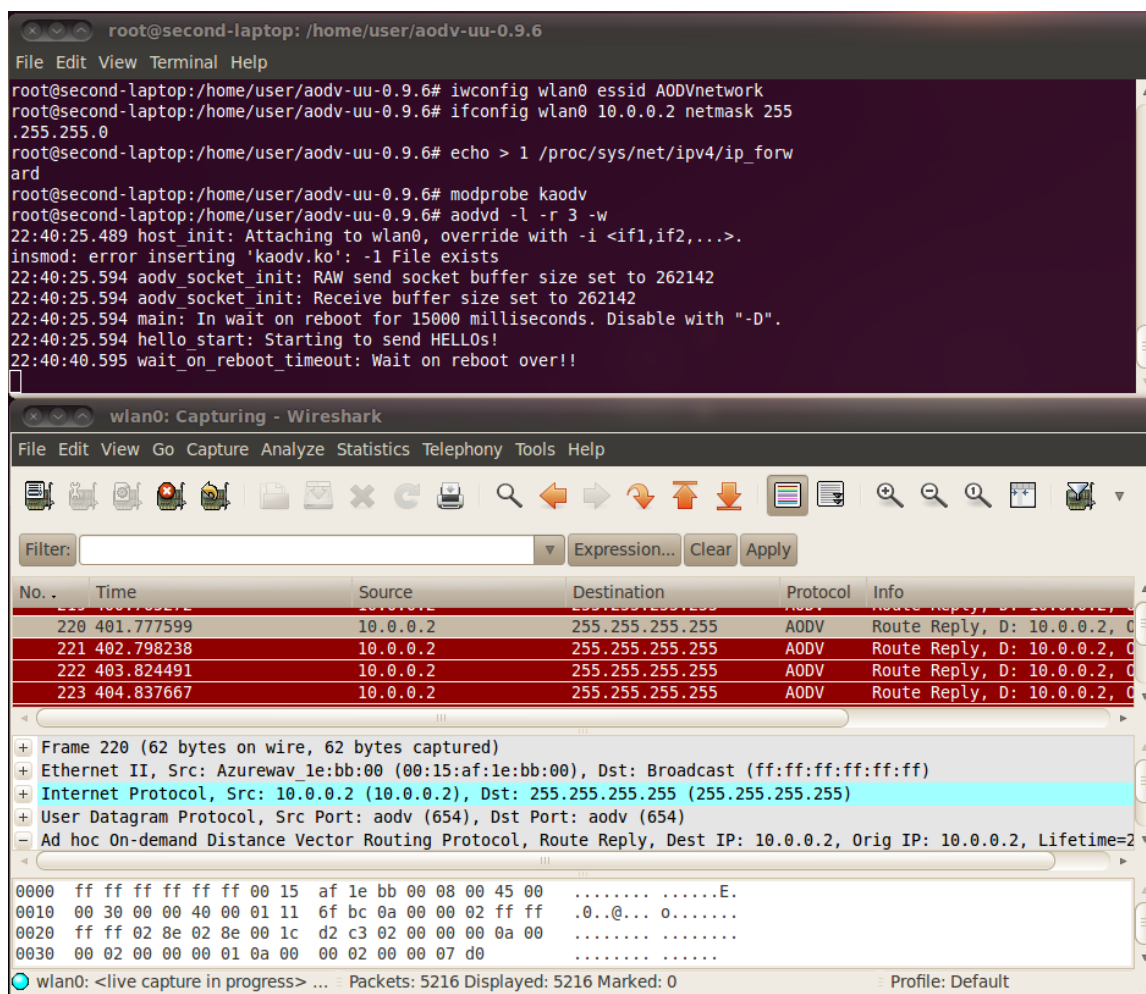 root@second-laptop: /home/user/aodv-uu-0.9.6
File Edit View Terminal Help
root@second-laptop:/home/user/aodv-uu-0.9.6# iwconfig wlan0 essid AODVnetwork
root@second-laptop:/home/user/aodv-uu-0.9.6# ifconfig wlan0 10.0.0.2 netmask 255
.255.255.0
root@second-laptop:/home/user/aodv-uu-0.9.6# echo > 1 /proc/sys/net/ipv4/ip_forw
ard
root@second-laptop:/home/user/aodv-uu-0.9.6# modprobe kaodv
root@second-laptop:/home/user/aodv-uu-0.9.6# aodvd -l -r 3 -w
22:40:25.489 host_init: Attaching to wlan0, override with -i <if1,if2,...>.
insmod: error inserting 'kaodv.ko': -1 File exists
22:40:25.594 aodv_socket_init: RAW send socket buffer size set to 262142
22:40:25.594 aodv_socket_init: Receive buffer size set to 262142
22:40:25.594 main: In wait on reboot for 15000 milliseconds. Disable with "-D".
22:40:25.594 hello_start: Starting to send HELLOs!
22:40:40.595 wait_on_reboot_timeout: Wait on reboot over!!
wlan0: Capturing - Wireshark
File Edit View Go Capture Analyze Statistics Telephony Tools Help
Filter: Expression... Clear Apply
No. . Time Source Destination Protocol Info
220 401.777599 10.0.0.2 255.255.255.255 AODV Route Reply, D: 10.0.0.2, O
221 402.798238 10.0.0.2 255.255.255.255 AODV Route Reply, D: 10.0.0.2, O
222 403.824491 10.0.0.2 255.255.255.255 AODV Route Reply, D: 10.0.0.2, O
223 404.837667 10.0.0.2 255.255.255.255 AODV Route Reply, D: 10.0.0.2, O
+ Frame 220 (62 bytes on wire, 62 bytes captured)
+ Ethernet II, Src: Azurewav_1e:bb:00 (00:15:af:1e:bb:00), Dst: Broadcast (ff:ff:ff:ff:ff:ff)
+ Internet Protocol, Src: 10.0.0.2 (10.0.0.2), Dst: 255.255.255.255 (255.255.255.255)
+ User Datagram Protocol, Src Port: aodv (654), Dst Port: aodv (654)
− Ad hoc On-demand Distance Vector Routing Protocol, Route Reply, Dest IP: 10.0.0.2, Orig IP: 10.0.0.2, Lifetime=2
0000 ff ff ff ff ff ff 00 15 af 1e bb 00 08 00 45 00 ........ ......E.
0010 00 30 00 00 40 00 01 11 6f bc 0a 00 00 02 ff ff .0..@... o.......
0020 ff ff 02 8e 02 8e 00 1c d2 c3 02 00 00 00 0a 00 ........ ........
0030 00 02 00 00 00 01 0a 00 00 02 00 00 07 d0 ........ ......
wlan0: <live capture in progress> ... Packets: 5216 Displayed: 5216 Marked: 0 Profile: Default